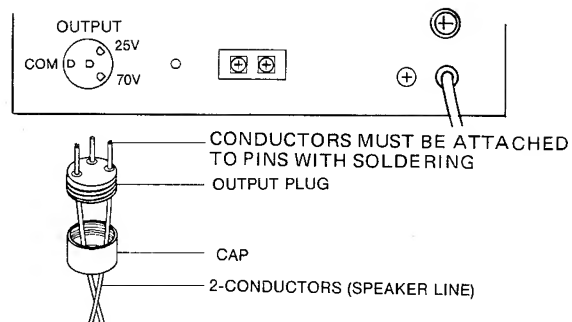 OUTPUT
25V
COM
70V
CONDUCTORS MUST BE ATTACHED
TO PINS WITH SOLDERING
OUTPUT PLUG
CAP
2-CONDUCTORS (SPEAKER LINE)